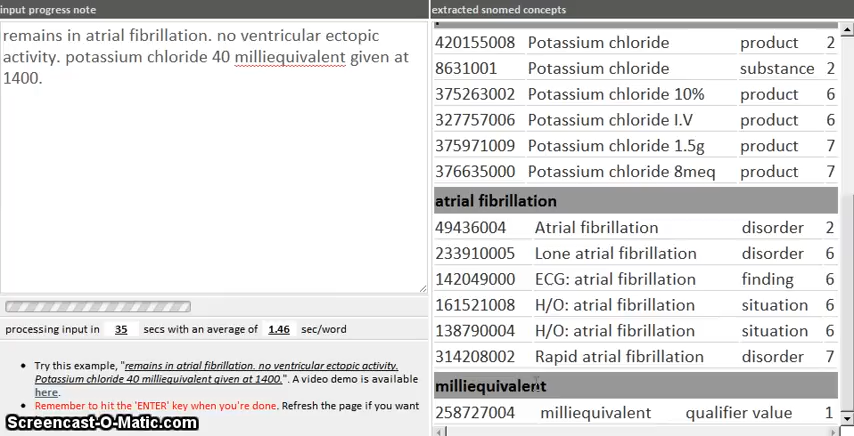 input progress note
remains in atrial fibrillation. no ventricular ectopic
activity. potassium chloride 40 milliequivalent given at
1400.
processing input in 35 secs with an average of 1.46 sec/word
Try this example, "remains in atrial fibrillation. no ventricular ectopic activity.
Potassium chloride 40 milliequivalent given at 1400.". A video demo is available
here.
Remember to hit the 'ENTER' key when you're done. Refresh the page if you want
Screencast-O-Matic.com
extracted snomed concepts
420155008 Potassium chloride product 2
8631001 Potassium chloride substance 2
375263002 Potassium chloride 10% product 6
327757006 Potassium chloride I.V product 6
375971009 Potassium chloride 1.5g product 7
376635000 Potassium chloride 8meq product 7
atrial fibrillation
49436004 Atrial fibrillation disorder 2
233910005 Lone atrial fibrillation disorder 6
142049000 ECG: atrial fibrillation finding 6
161521008 H/O: atrial fibrillation situation 6
138790004 H/O: atrial fibrillation situation 6
314208002 Rapid atrial fibrillation disorder 7
milliequivalent
258727004 milliequivalent qualifier value 1